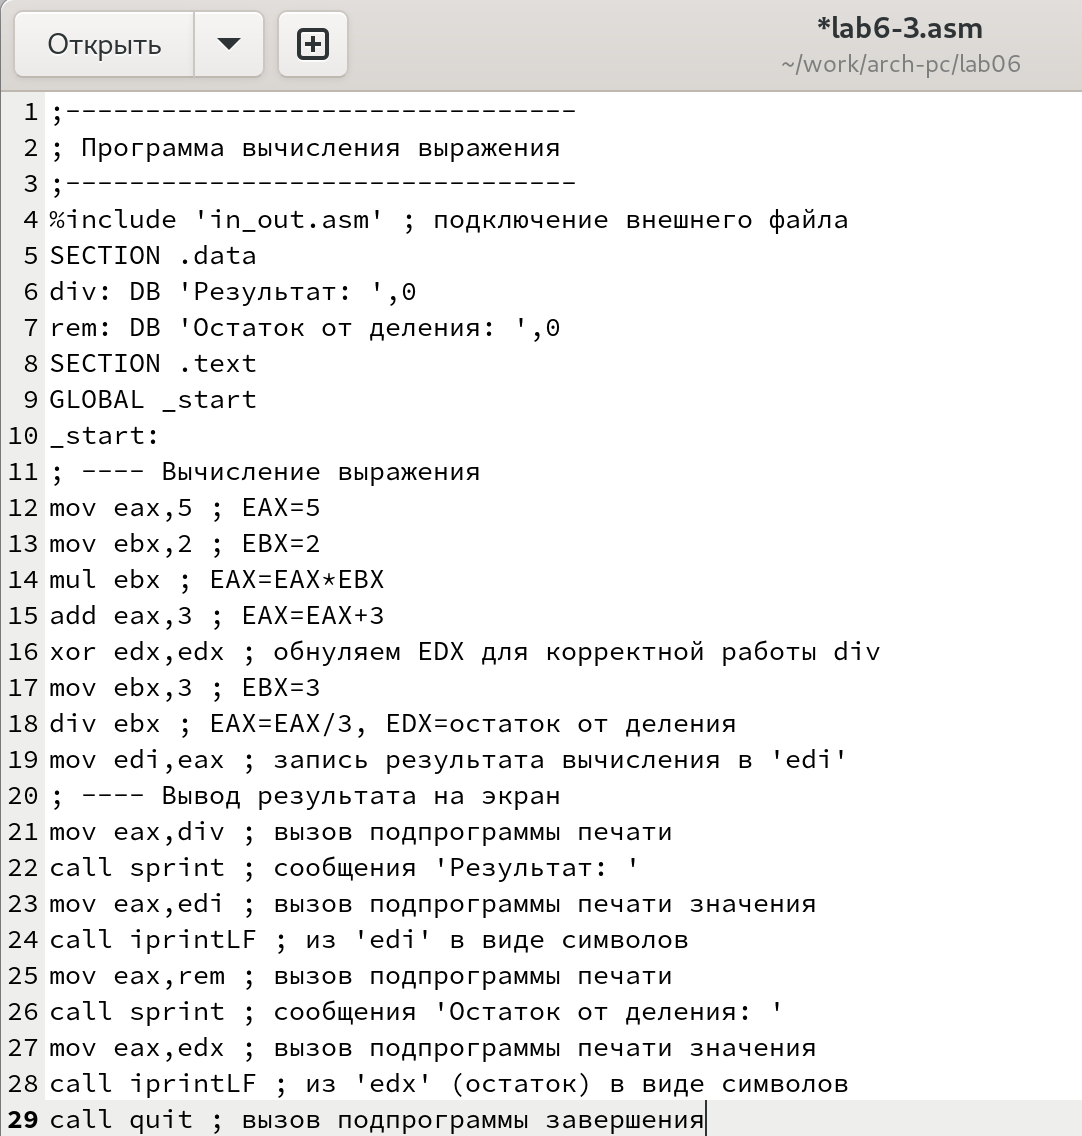 Открыть
*lab6-3.asm
~/work/arch-pc/lab06
1 ;--------------------------------
2 ; Программа вычисления выражения
3 ;--------------------------------
4 %include 'in_out.asm' ; подключение внешнего файла
5 SECTION .data
6 div: DB 'Результат: ',0
7 rem: DB 'Остаток от деления: ',0
8 SECTION .text
9 GLOBAL _start
10 _start:
11 ; ---- Вычисление выражения
12 mov eax,5 ; EAX=5
13 mov ebx,2 ; EBX=2
14 mul ebx ; EAX=EAX*EBX
15 add eax,3 ; EAX=EAX+3
16 xor edx,edx ; обнуляем EDX для корректной работы div
17 mov ebx,3 ; EBX=3
18 div ebx ; EAX=EAX/3, EDX=остаток от деления
19 mov edi,eax ; запись результата вычисления в 'edi'
20 ; ---- Вывод результата на экран
21 mov eax,div ; вызов подпрограммы печати
22 call sprint ; сообщения 'Результат: '
23 mov eax,edi ; вызов подпрограммы печати значения
24 call iprintLF ; из 'edi' в виде символов
25 mov eax,rem ; вызов подпрограммы печати
26 call sprint ; сообщения 'Остаток от деления: '
27 mov eax,edx ; вызов подпрограммы печати значения
28 call iprintLF ; из 'edx' (остаток) в виде символов
29 call quit ; вызов подпрограммы завершения